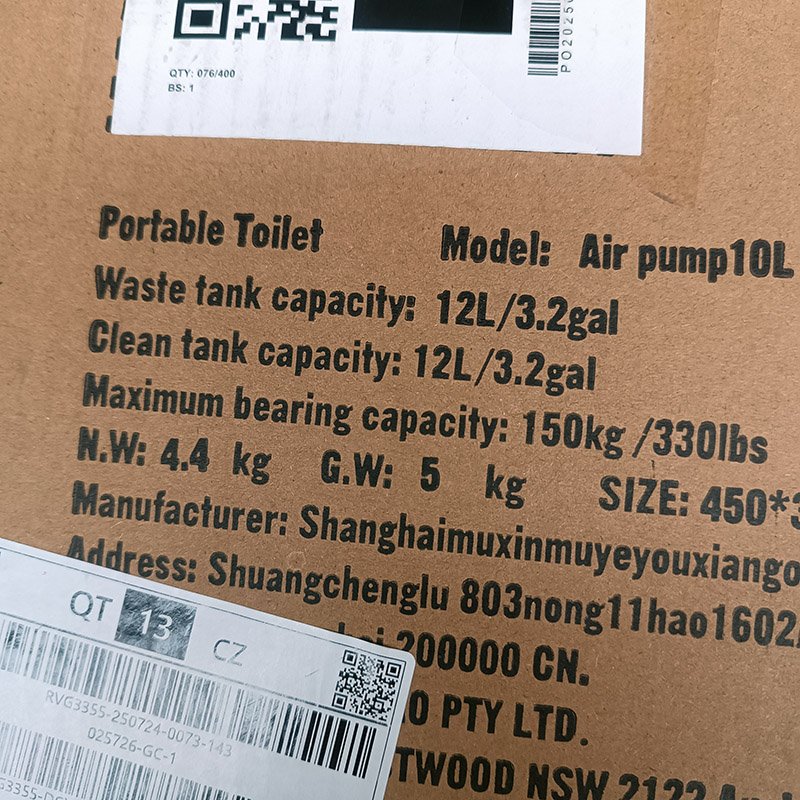 QTY: 076/400
BS: 1
PO20250
Portable Toilet Model: Air pump10L
Waste tank capacity: 12L/3.2gal
Clean tank capacity: 12L/3.2gal
Maximum bearing capacity: 150kg /330lbs
N.W: 4.4 kg G.W: 5 kg SIZE: 450*3
Manufacturer: Shanghaimuxinmuyeyouxiango
Address: Shuangchenglu 803nong11hao1602
200000 CN.
O PTY LTD.
TWOOD NSW 2122
QT 13 CZ
RVG3355-250724-0073-143
025726-GC-1